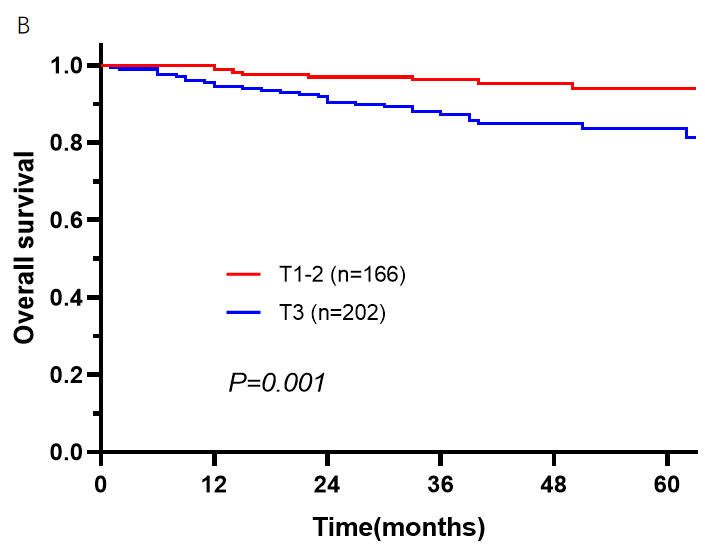 B
1.0
0.8
0.6
0.4
0.2
0.0
Overall survival
T1-2 (n=166)
T3 (n=202)
P=0.001
0 12 24 36 48 60
Time(months)